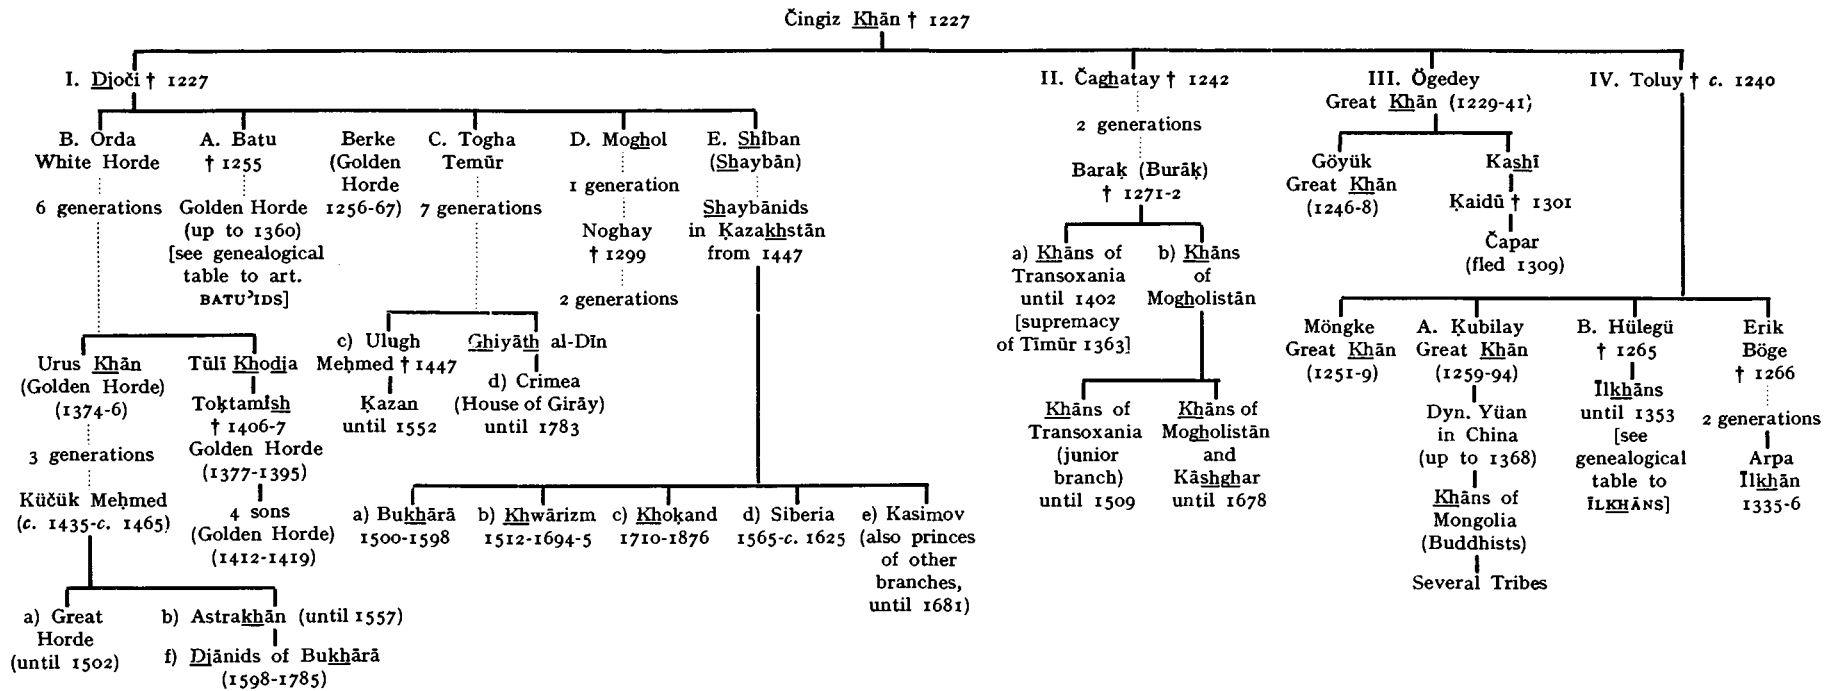 Čingiz Khān † 1227
I. Djoči † 1227
II. Čaghatay † 1242
III. Ögedey
Great Khān (1229-41)
IV. Toluy † c. 1240
B. Orda
White Horde
6 generations
A. Batu
† 1255
Golden Horde
(up to 1360)
[see genealogical
table to art.
BATUʾIDS]
Berke
(Golden
Horde
1256-67)
C. Togha
Temür
7 generations
D. Moghol
1 generation
Noghay
† 1299
2 generations
E. Shîban
(Shaybān)
Shaybānids
in Ḳazakhstān
from 1447
Urus Khān
(Golden Horde)
(1374-6)
3 generations
Küčük Meḥmed
(c. 1435-c. 1465)
Tūlī Khodja
Toḳtamîsh
† 1406-7
Golden Horde
(1377-1395)
4 sons
(Golden Horde)
(1412-1419)
a) Great
Horde
(until 1502)
b) Astrakhān (until 1557)
f) Djānids of Bukhārā
(1598-1785)
c) Ulugh
Meḥmed † 1447
Ḳazan
until 1552
Ghiyāth al-Dīn
d) Crimea
(House of Girāy)
until 1783
a) Bukhārā
1500-1598
b) Khwārizm
1512-1694-5
c) Khoḳand
1710-1876
d) Siberia
1565-c. 1625
e) Kasimov
(also princes
of other
branches,
until 1681)
2 generations
Baraḳ (Burāḳ)
† 1271-2
a) Khāns of
Transoxania
until 1402
[supremacy
of Tīmūr 1363]
b) Khāns
of
Mogholistān
Khāns of
Transoxania
(junior
branch)
until 1509
Khāns of
Mogholistān
and
Kāshghar
until 1678
Göyük
Great Khān
(1246-8)
Kashī
Ḳaidū † 1301
Čapar
(fled 1309)
Möngke
Great Khān
(1251-9)
A. Ḳubilay
Great Khān
(1259-94)
Dyn. Yüan
in China
(up to 1368)
Khāns of
Mongolia
(Buddhists)
Several Tribes
B. Hülegü
† 1265
Īlkhāns
until 1353
[see
genealogical
table to
ĪLKHĀNS]
Erik
Böge
† 1266
2 generations
Arpa
Īlkhān
1335-6